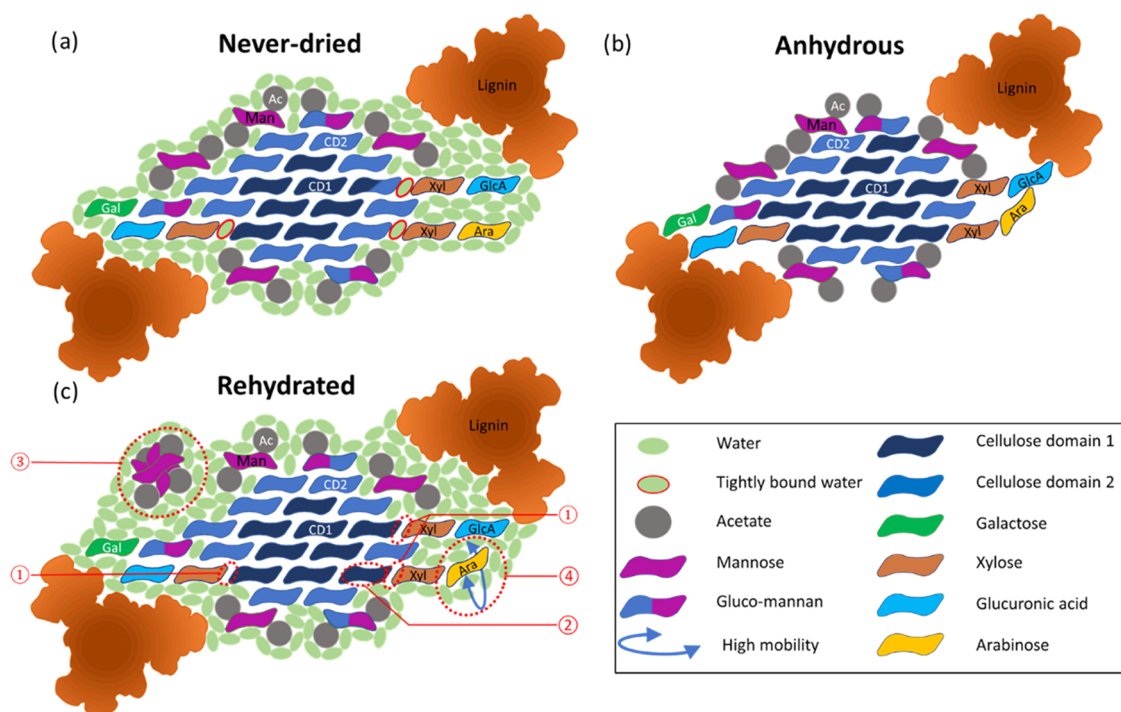 (a)
Never-dried
Lignin
Ac
Man
CD2
CD1
Xyl
GlcA
Gal
Xyl
Ara
(b)
Anhydrous
Lignin
Ac
Man
CD2
CD1
Xyl
GlcA
Gal
Xyl
Ara
(c)
Rehydrated
Lignin
Ac
③
Man
CD2
①
CD1
Xyl
GlcA
Gal
Ara
①
Xyl
④
②
Water
Cellulose domain 1
Tightly bound water
Cellulose domain 2
Acetate
Galactose
Mannose
Xylose
Gluco-mannan
Glucuronic acid
High mobility
Arabinose